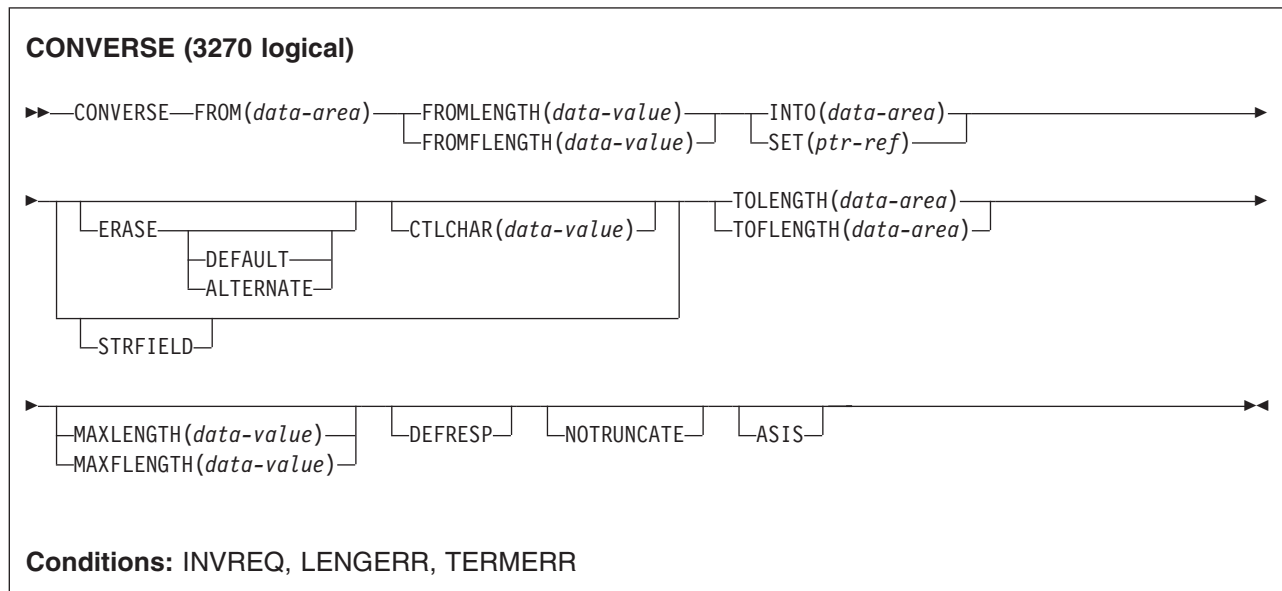 CONVERSE (3270 logical)
CONVERSE FROM(data-area) FROMLENGTH(data-value) INTO(data-area)
FROMFLENGTH(data-value) SET(ptr-ref)
TOLENGTH(data-area)
ERASE CTLCHAR(data-value) TOFLENGTH(data-area)
DEFAULT
ALTERNATE
STRFIELD
MAXLENGTH(data-value) DEFRESP NOTRUNCATE ASIS
MAXFLENGTH(data-value)
Conditions: INVREQ, LENGERR, TERMERR